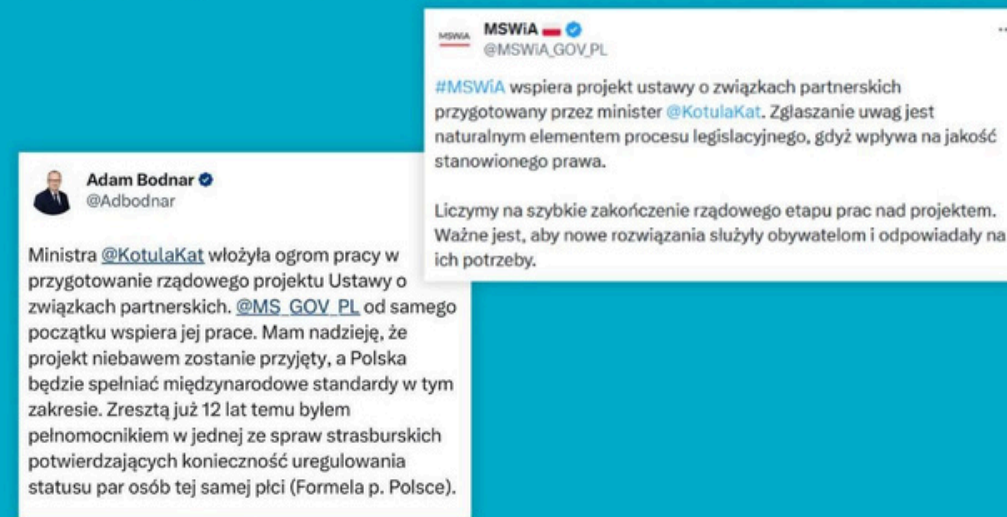 MSWiA
MSWiA
@MSWiA_GOV_PL
#MSWiA wspiera projekt ustawy o związkach partnerskich
przygotowany przez minister @KotulaKat. Zgłaszanie uwag jest
naturalnym elementem procesu legislacyjnego, gdyż wpływa na jakość
stanowionego prawa.
Liczymy na szybkie zakończenie rządowego etapu prac nad projektem.
Ważne jest, aby nowe rozwiązania służyły obywatelom i odpowiadały na
ich potrzeby.
Adam Bodnar
@Adbodnar
Ministra @KotulaKat włożyła ogrom pracy w
przygotowanie rządowego projektu Ustawy o
związkach partnerskich. @MS_GOV_PL od samego
początku wspiera jej prace. Mam nadzieję, że
projekt niebawem zostanie przyjęty, a Polska
będzie spełniać międzynarodowe standardy w tym
zakresie. Zresztą już 12 lat temu byłem
pełnomocnikiem w jednej ze spraw strasburskich
potwierdzających konieczność uregulowania
statusu par osób tej samej płci (Formela p. Polsce).